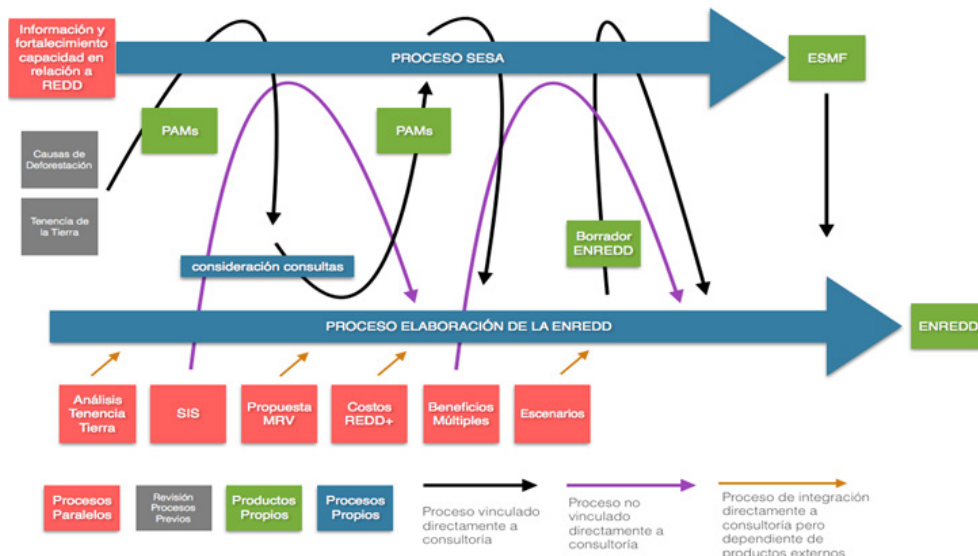 Información y
fortalecimiento
capacidad en
relación a
REDD
PROCESO SESA
ESMF
PAMs
PAMs
Causas de
Deforestación
Tenencia de
la Tierra
Borrador
ENREDD
consideración consultas
PROCESO ELABORACIÓN DE LA ENREDD
ENREDD
Análisis
Tenencia
Tierra
SIS
Propuesta
MRV
Costos
REDD+
Beneficios
Múltiples
Escenarios
Procesos
Paralelos
Revisión
Procesos
Previos
Productos
Propios
Procesos
Propios
Proceso vinculado
directamente a
consultoría
Proceso no
vinculado
directamente a
consultoría
Proceso de integración
directamente a
consultoría pero
dependiente de
productos externos